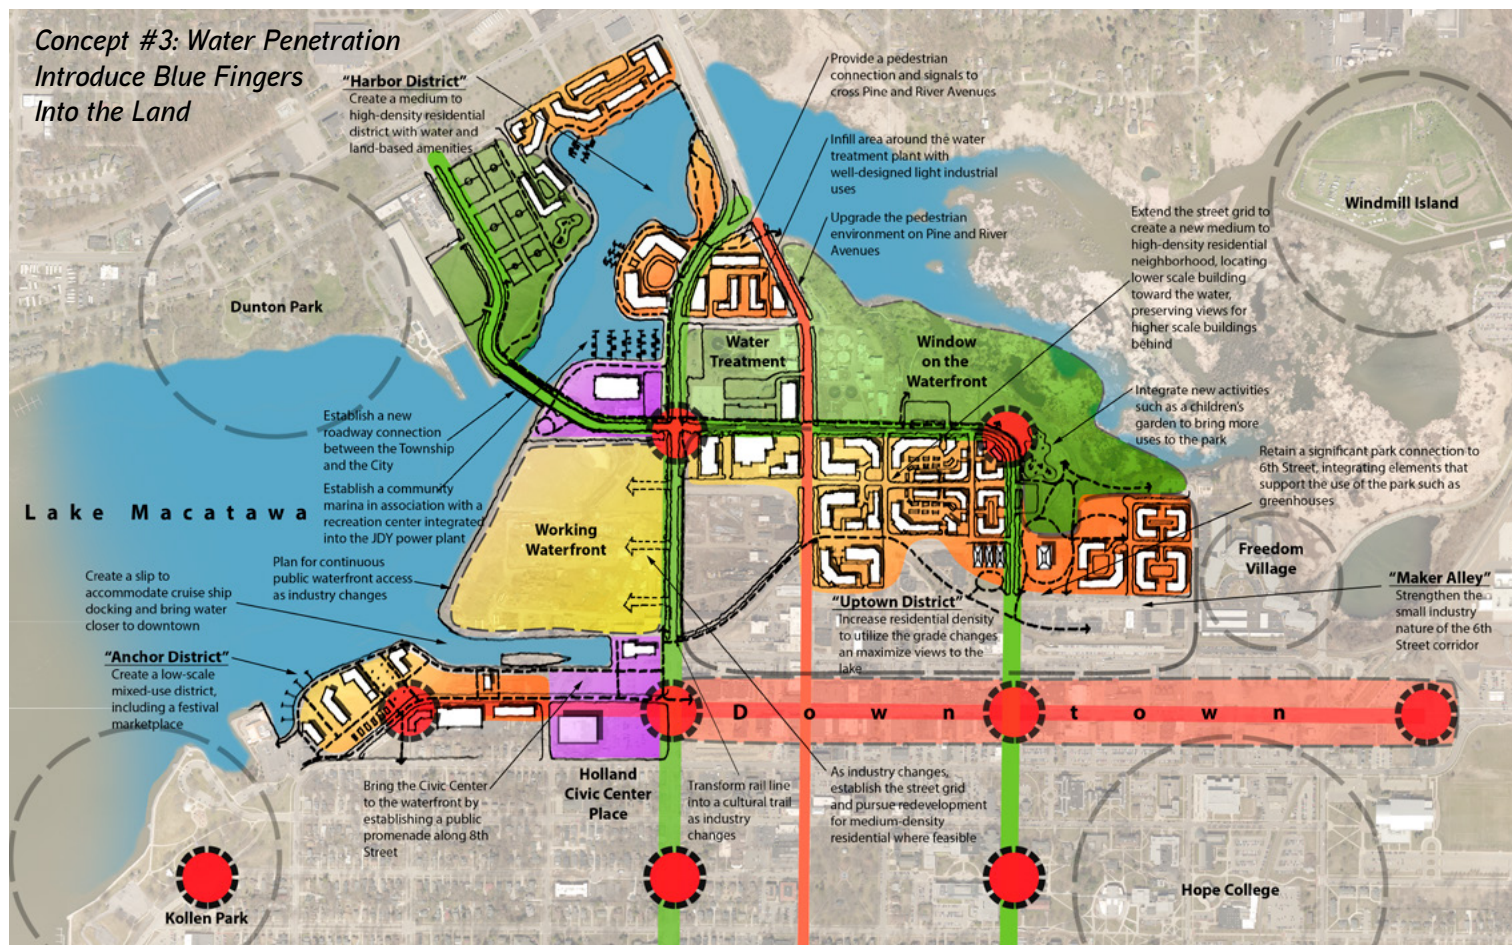 Concept #3: Water Penetration
Introduce Blue Fingers
Into the Land
“Harbor District”
Create a medium to
high-density residential
district with water and
land-based amenities
Provide a pedestrian
connection and signals to
cross Pine and River Avenues
Infill area around the water
treatment plant with
well-designed light industrial
uses
Upgrade the pedestrian
environment on Pine and River
Avenues
Extend the street grid to
create a new medium to
high-density residential
neighborhood, locating
lower scale building
toward the water,
preserving views for
higher scale buildings
behind
Windmill Island
Dunton Park
Water
Treatment
Window
on the
Waterfront
Integrate new activities
such as a children's
garden to bring more
uses to the park
Establish a new
roadway connection
between the Township
and the City
Retain a significant park connection to
6th Street, integrating elements that
support the use of the park such as
greenhouses
Establish a community
marina in association with a
recreation center integrated
into the JDY power plant
Lake Macatawa
Working
Waterfront
Freedom
Village
Plan for continuous
public waterfront access
as industry changes
Create a slip to
accommodate cruise ship
docking and bring water
closer to downtown
“Maker Alley”
Strengthen the
small industry
nature of the 6th
Street corridor
“Uptown District”
Increase residential density
to utilize the grade changes
an maximize views to the
lake
“Anchor District”
Create a low-scale
mixed-use district,
including a festival
marketplace
Downtown
Holland
Civic Center
Place
Bring the Civic Center
to the waterfront by
establishing a public
promenade along 8th
Street
Transform rail line
into a cultural trail
as industry
changes
As industry changes,
establish the street grid
and pursue redevelopment
for medium-density
residential where feasible
Kollen Park
Hope College